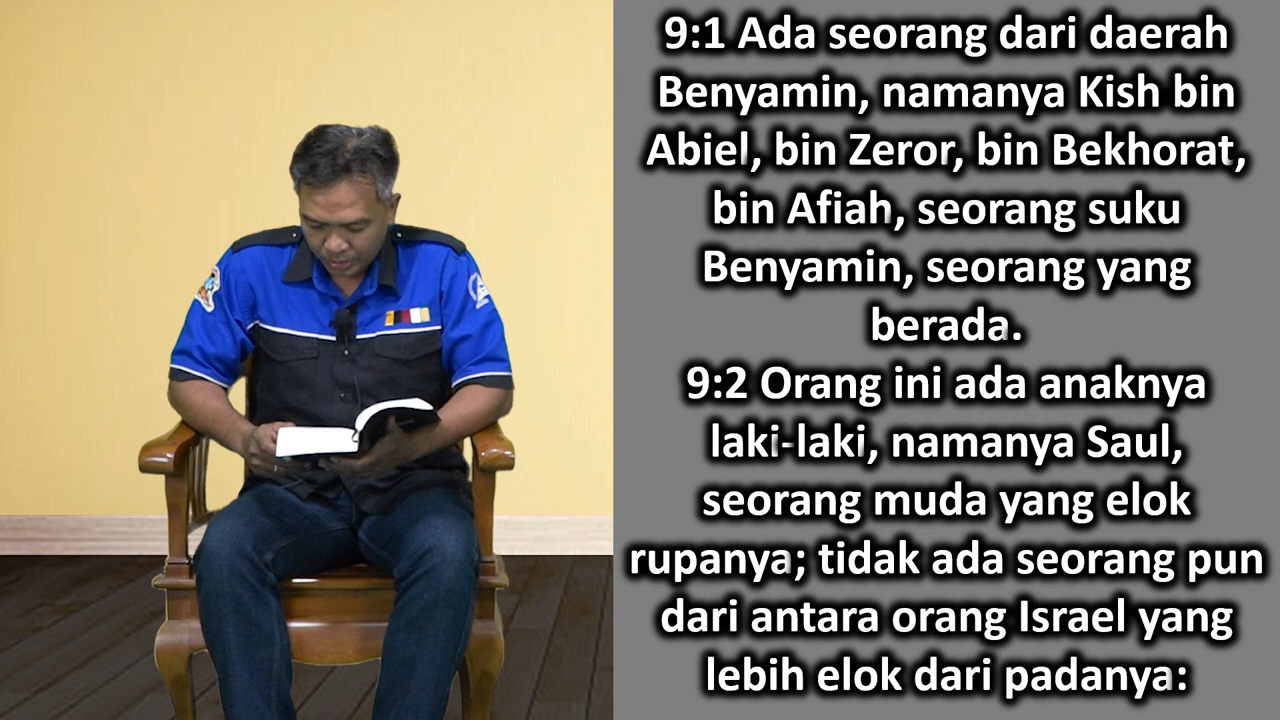 9:1 Ada seorang dari daerah
Benyamin, namanya Kish bin
Abiel, bin Zeror, bin Bekhorat,
bin Afiah, seorang suku
Benyamin, seorang yang
berada.
9:2 Orang ini ada anaknya
laki-laki, namanya Saul,
seorang muda yang elok
rupanya; tidak ada seorang pun
dari antara orang Israel yang
lebih elok dari padanya: